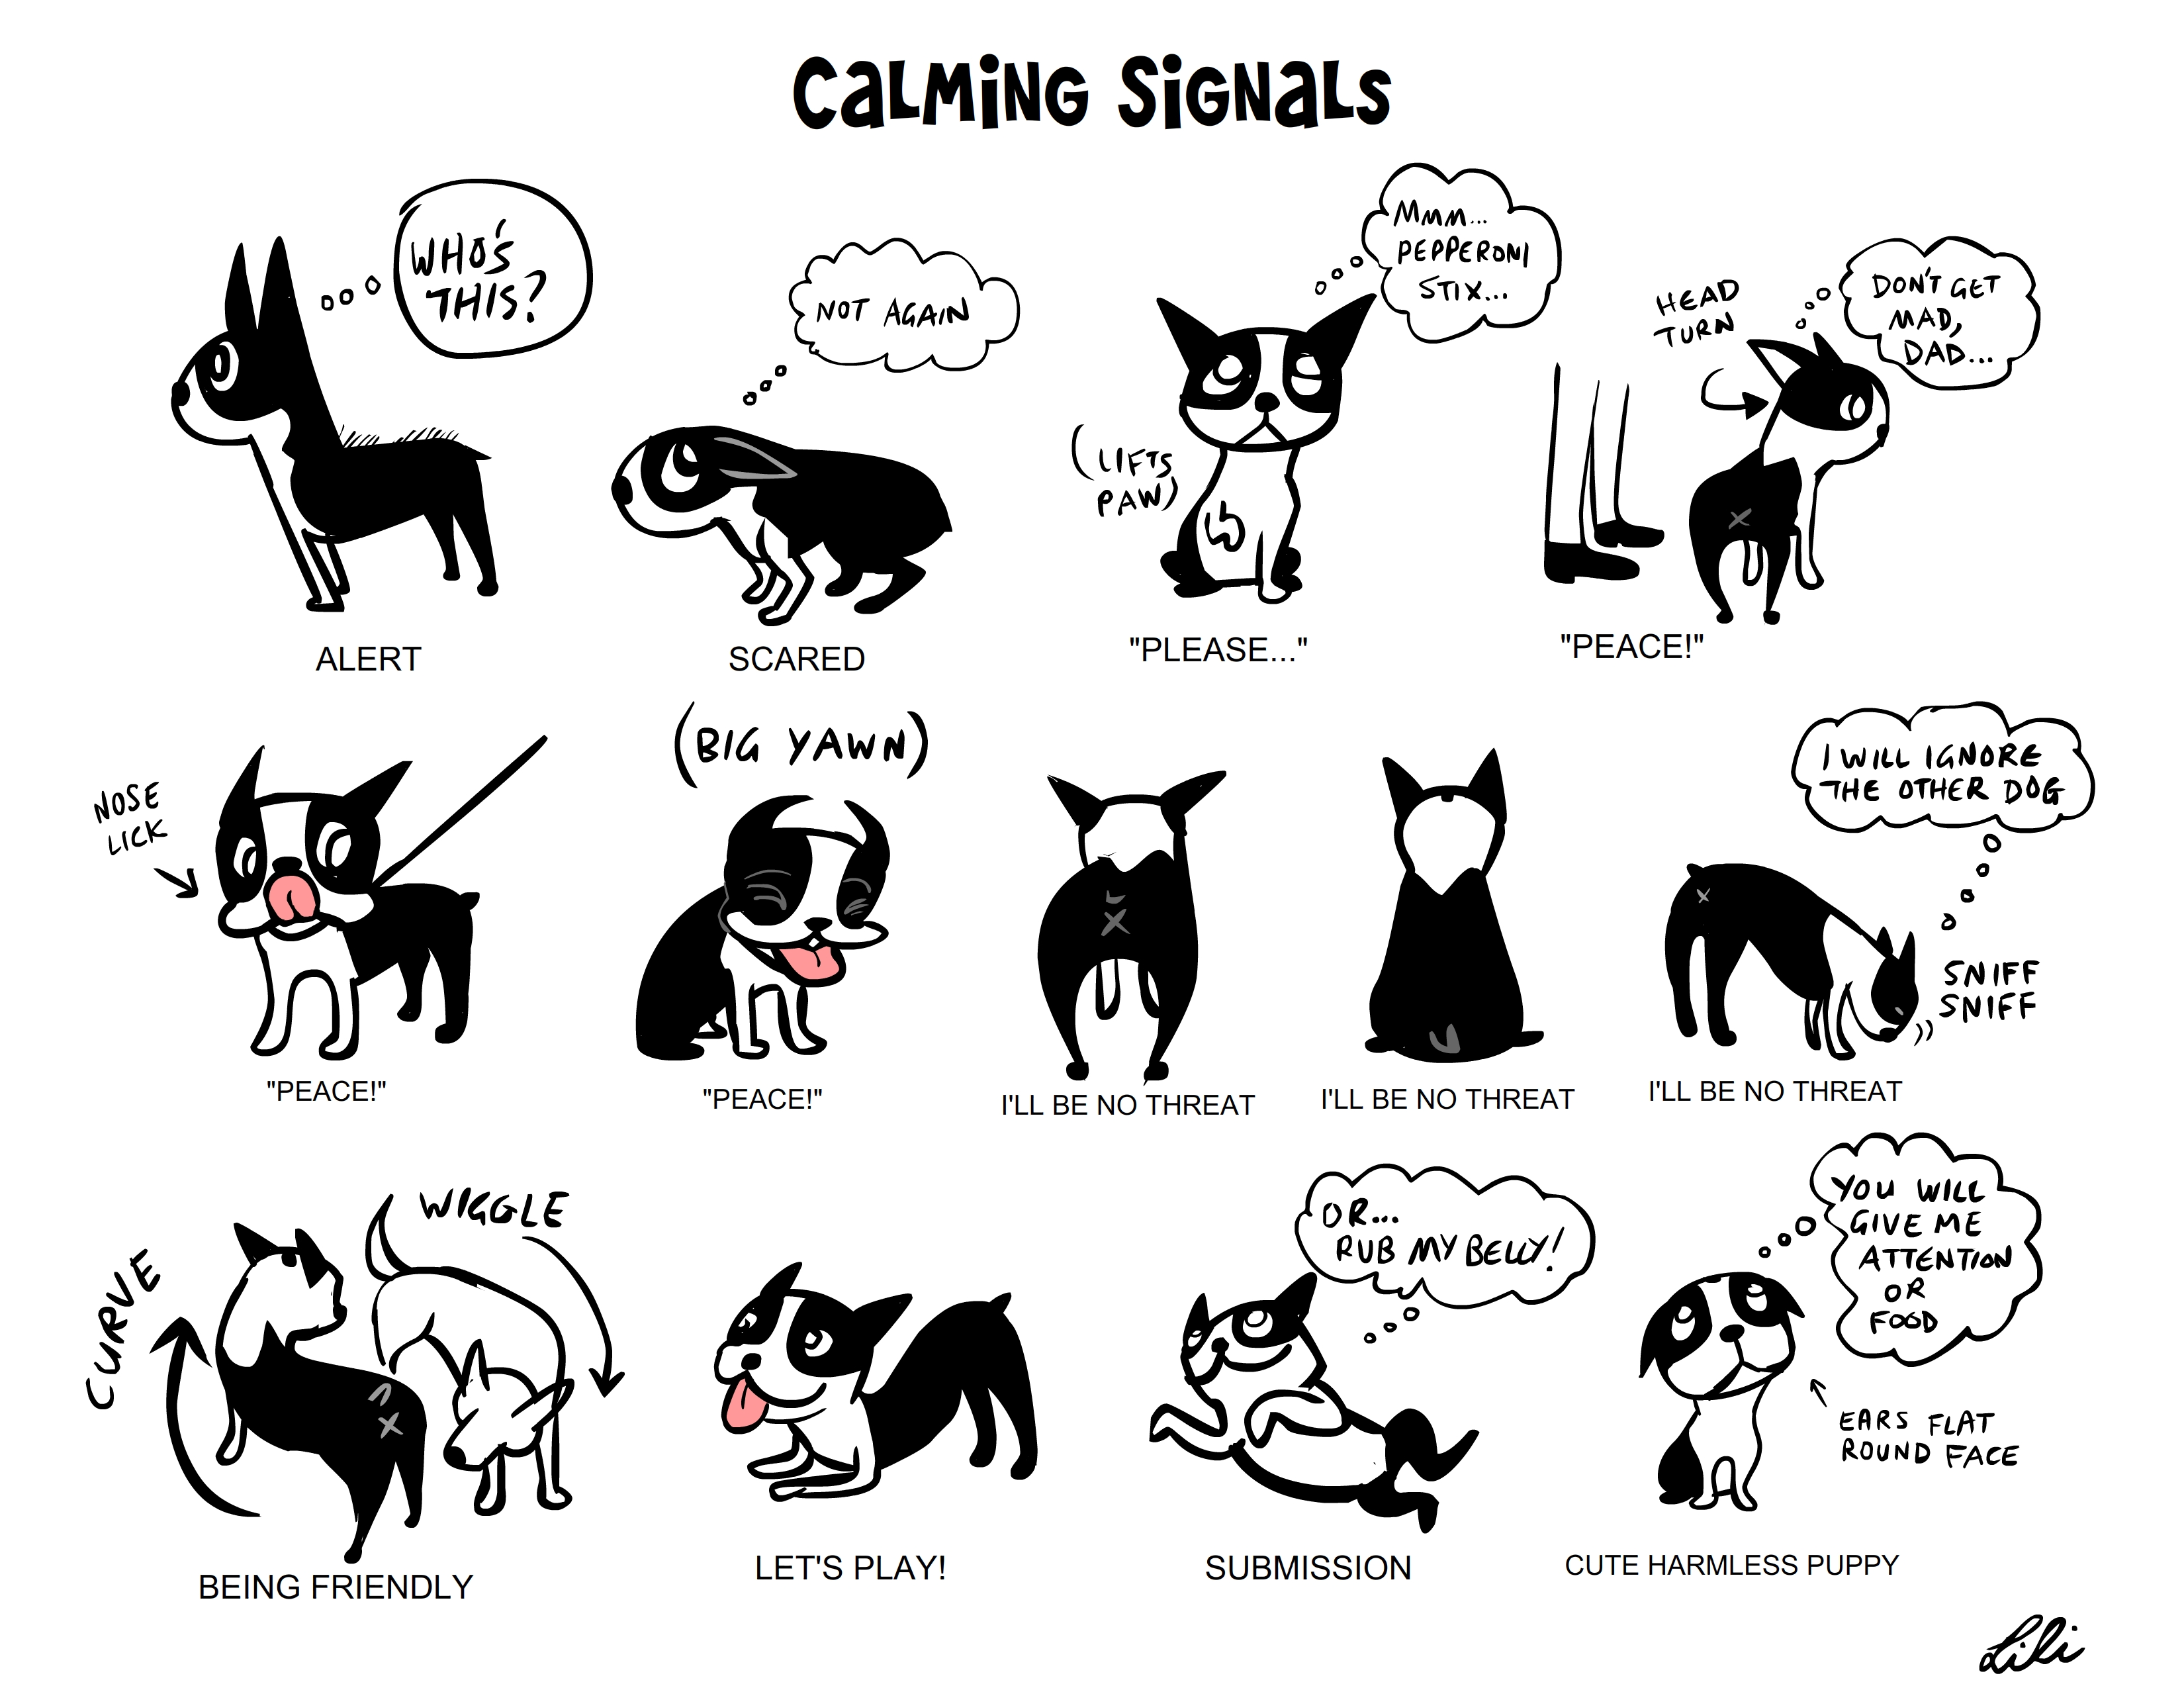 CALMING SIGNALS
WHO'S
THIS?
ALERT
NOT AGAIN
SCARED
MMM...
PEPPERONI
STIX...
(LIFTS
PAW)
"PLEASE..."
HEAD
TURN
DON'T GET
MAD,
DAD...
"PEACE!"
NOSE
LICK
"PEACE!"
(BIG YAWN)
"PEACE!"
I'LL BE NO THREAT
I'LL BE NO THREAT
I WILL IGNORE
THE OTHER DOG
SNIFF
SNIFF
I'LL BE NO THREAT
CURVE
WIGGLE
BEING FRIENDLY
LET'S PLAY!
OR...
RUB MY BELLY!
SUBMISSION
YOU WILL
GIVE ME
ATTENTION
OR
FOOD
EARS FLAT
ROUND FACE
CUTE HARMLESS PUPPY
Lili